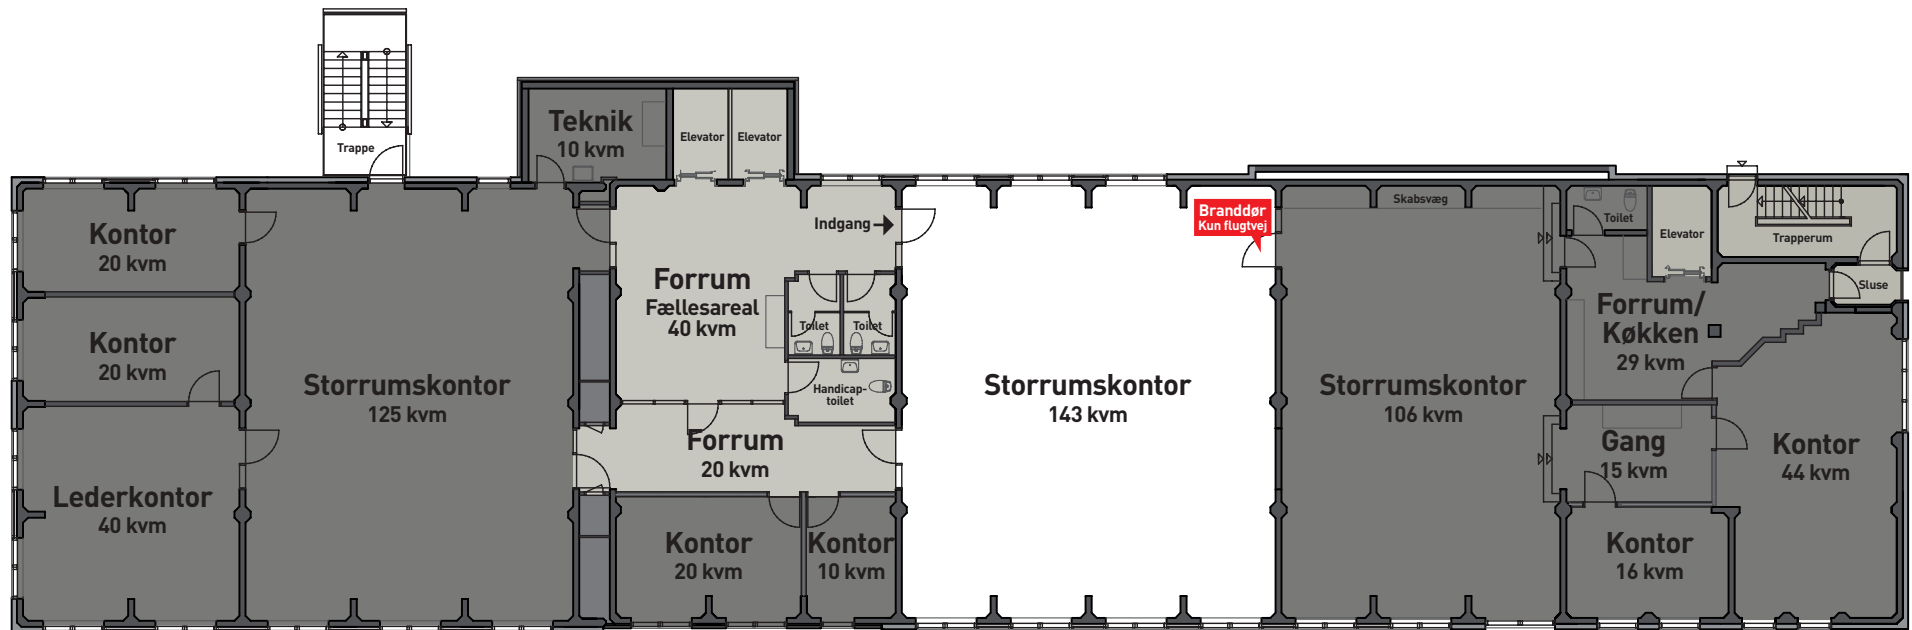 Trappe
Teknik
10 kvm
Elevator
Elevator
Kontor
20 kvm
Kontor
20 kvm
Lederkontor
40 kvm
Storrumskontor
125 kvm
Indgang
Forrum
Fællesareal
40 kvm
Toilet
Toilet
Handicap-
toilet
Forrum
20 kvm
Kontor
20 kvm
Kontor
10 kvm
Storrumskontor
143 kvm
Branddør
Kun flugtvej
Skabsvæg
Storrumskontor
106 kvm
Toilet
Elevator
Trapperum
Sluse
Forrum/
Køkken
29 kvm
Gang
15 kvm
Kontor
44 kvm
Kontor
16 kvm